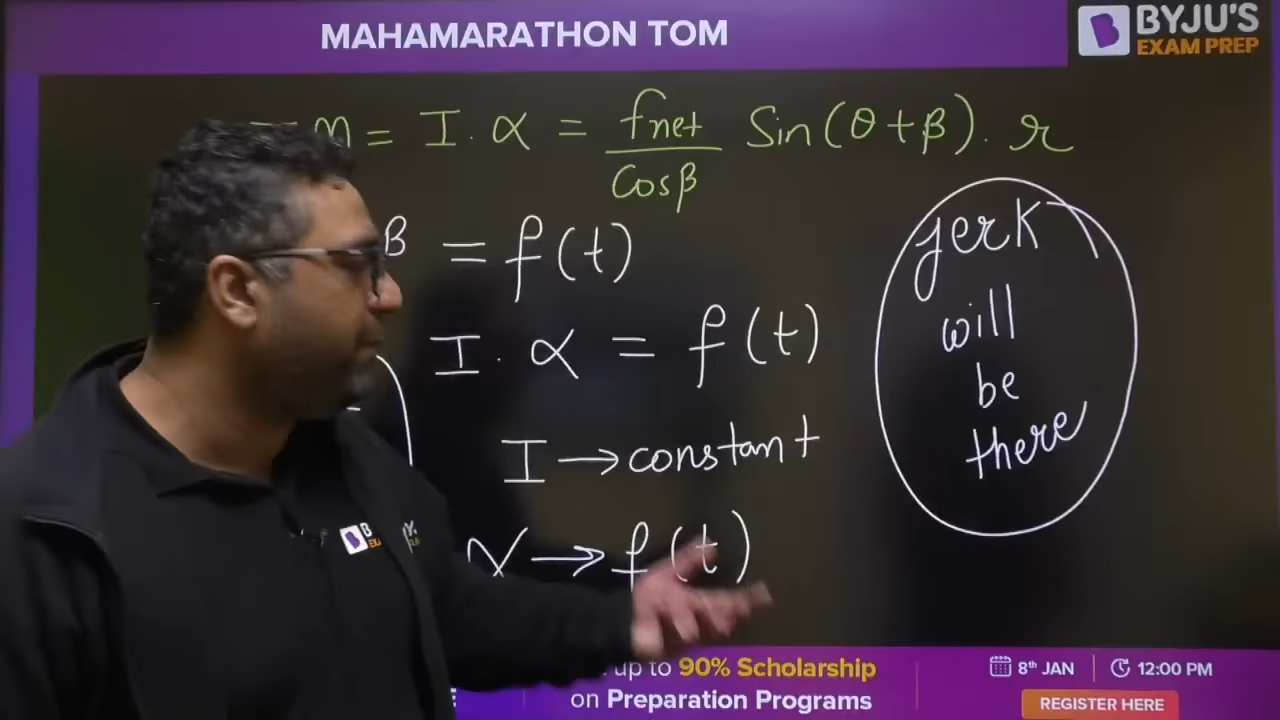 MAHAMARATHON TOM
BYJU'S
EXAM PREP
m = I . α = fnet/cosβ Sin(θ+β) . r
β = f(t)
I . α = f(t)
I → constant
α → f(t)
jerk
will
be
there
B
up to 90% Scholarship
on Preparation Programs
8th JAN
12:00 PM
REGISTER HERE